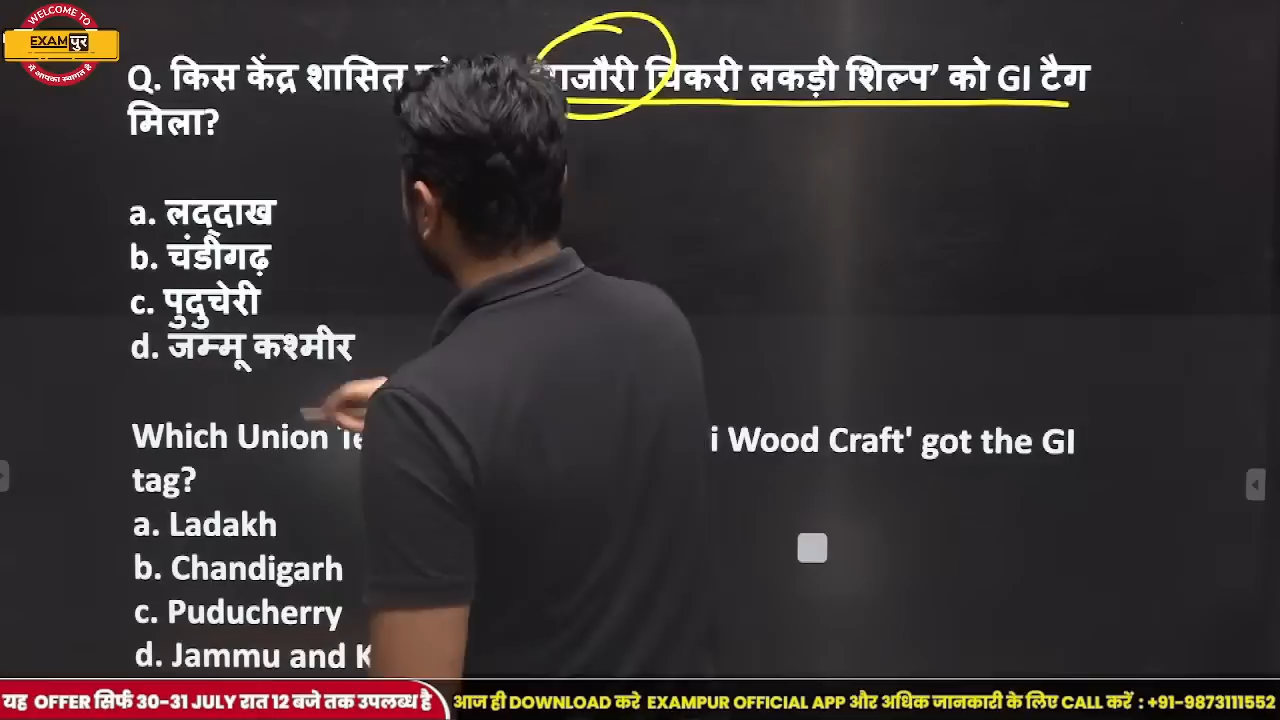 WELCOME TO
EXAMपुर
में आपका स्वागत है
Q. किस केंद्र शासित चिकरी लकड़ी शिल्प’ को GI टैग
मिला?
a. लद्दाख
b. चंडीगढ़
c. पुदुचेरी
d. जम्मू कश्मीर
Which Union Wood Craft' got the GI
tag?
a. Ladakh
b. Chandigarh
c. Puducherry
d. Jammu and
यह OFFER सिर्फ 30-31 JULY रात 12 बजे तक उपलब्ध है
आज ही DOWNLOAD करे EXAMPUR OFFICIAL APP और अधिक जानकारी के लिए CALL करें : +91-9873111552